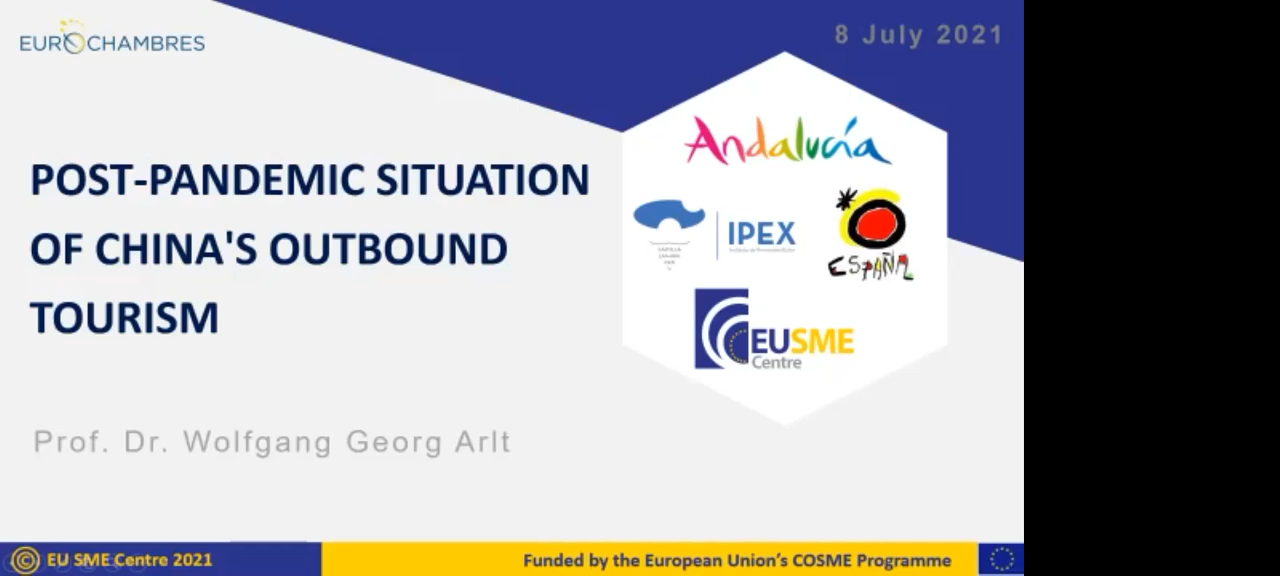 EUROCHAMBRES
8 July 2021
Andalucía
POST-PANDEMIC SITUATION
OF CHINA'S OUTBOUND
TOURISM
IPEX
ESPAÑA
EUSME
Centre
Prof. Dr. Wolfgang Georg Arlt
© EU SME Centre 2021
Funded by the European Union's COSME Programme